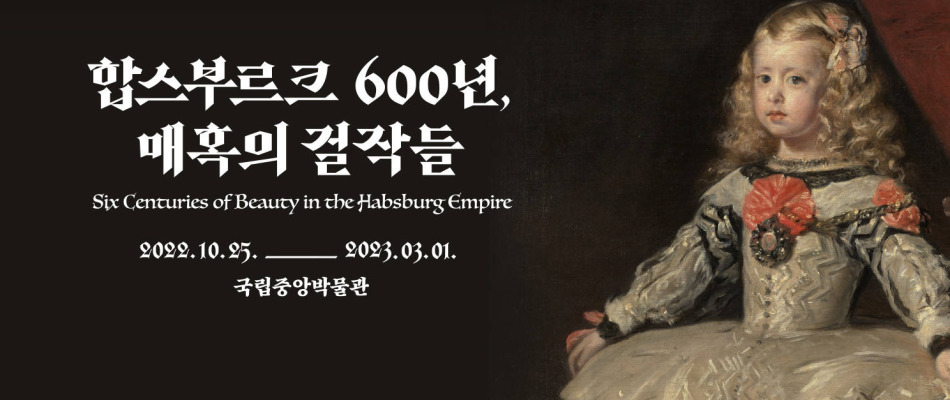 합스부르크 600년,
매혹의 걸작들
Six Centuries of Beauty in the Habsburg Empire
2022.10.25. ——— 2023.03.01.
국립중앙박물관